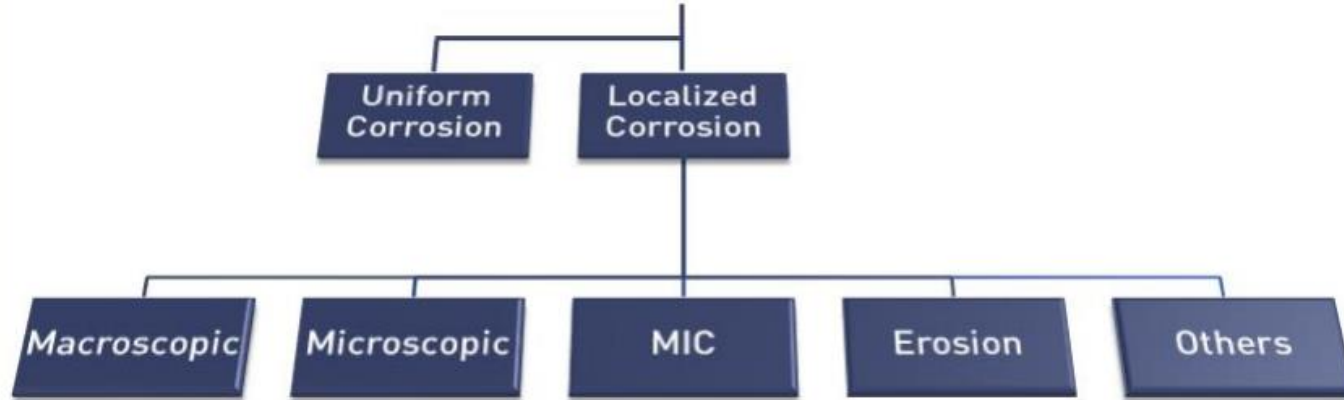 Uniform
Corrosion
Localized
Corrosion
Macroscopic
Microscopic
MIC
Erosion
Others